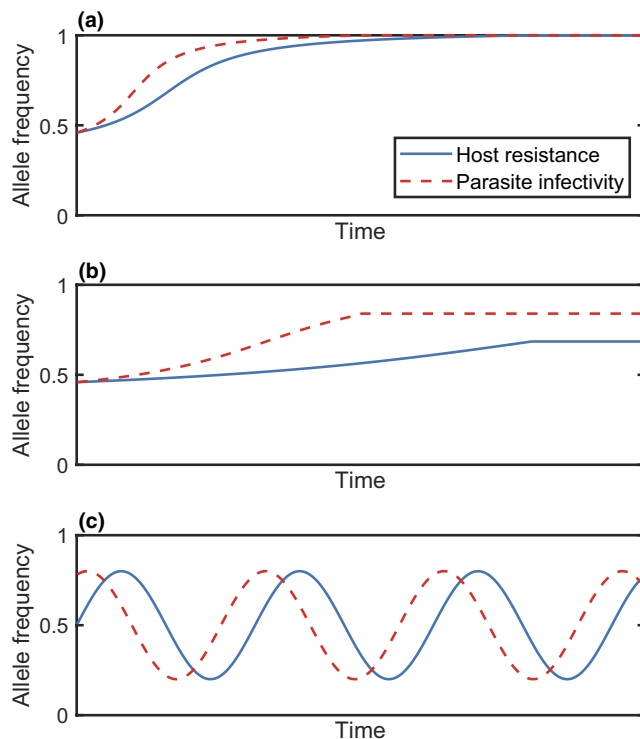 (a)
1
0.5
0
Allele frequency
Host resistance
Parasite infectivity
Time
(b)
1
0.5
0
Allele frequency
Time
(c)
1
0.5
0
Allele frequency
Time